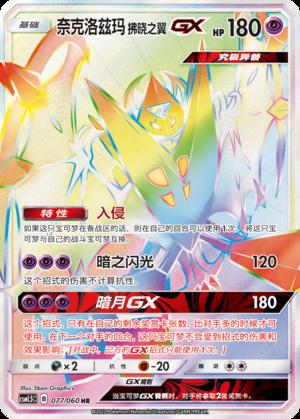 基础 奈克洛兹玛 拂晓之翼 GX HP 180
究极异兽
特性 入侵
如果这只宝可梦在备战区的话，则在自己的回合可以使用1次，将这只宝
可梦与自己的战斗宝可梦互换。
暗之闪光 120
这个招式的伤害不计算抗性。
暗月GX 180
这个招式，只有在自己的剩余奖赏卡张数，比对手多的时候才可
使用。在下一个对手的回合，这只宝可梦不受到招式的伤害和
效果影响。[对战中，己方的GX招式只能使用1次。]
Illus. 5ban Graphics
CSM1.5C B 077/060 HR
GX规则
当宝可梦GX【昏厥】时，对手将拿取2张奖赏卡。
©2023 Pokémon/Nintendo/Creatures/GAME FREAK.